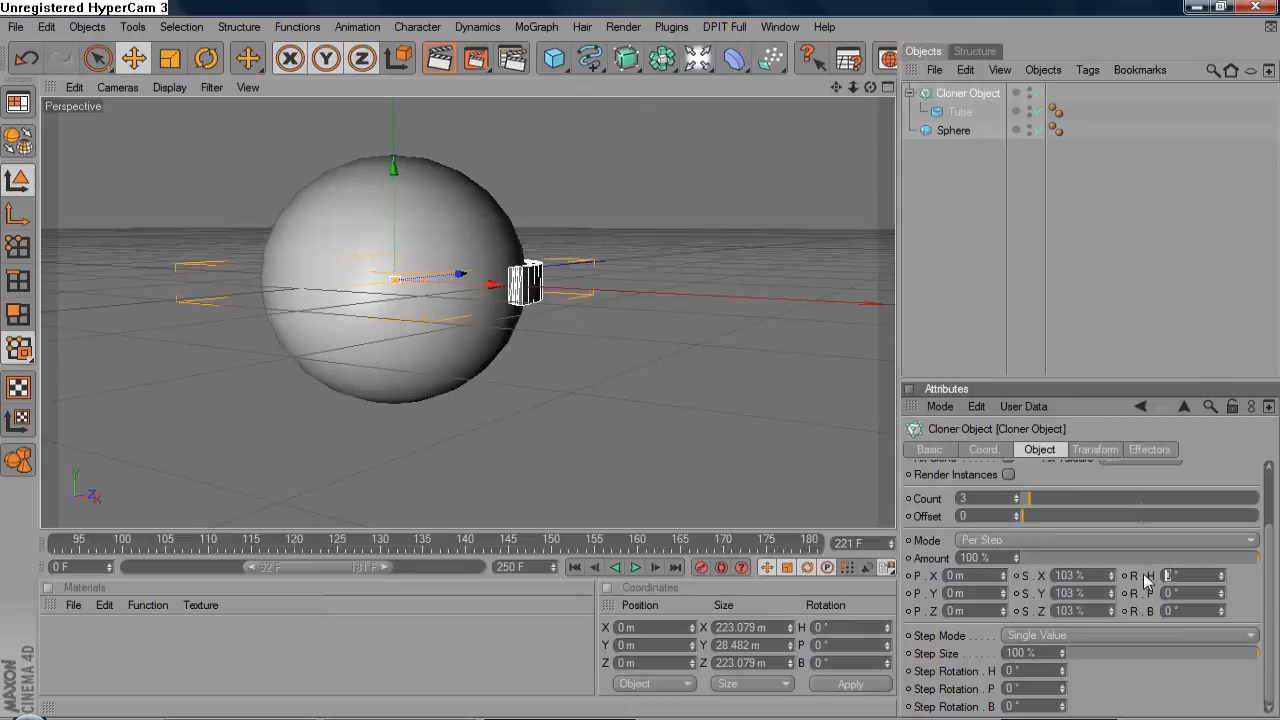 Unregistered HyperCam 3
File Edit Objects Tools Selection Structure Functions Animation Character Dynamics MoGraph Hair Render Plugins DPIT Full Window Help
Objects Structure
File Edit View Objects Tags Bookmarks
Edit Cameras Display Filter View
Perspective
Cloner Object
Tube
Sphere
Y
Z
X
Attributes
Mode Edit User Data
Cloner Object [Cloner Object]
Basic Coord. Object Transform Effectors
Render Instances
Count 3
Offset 0
Mode Per Step
Amount 100 %
P . X 0 m S . X 103 % R . H °
P . Y 0 m S . Y 103 % R . P 0 °
P . Z 0 m S . Z 103 % R . B 0 °
Step Mode Single Value
Step Size 100 %
Step Rotation . H 0 °
Step Rotation . P 0 °
Step Rotation . B 0 °
95 100 105 110 115 120 125 130 135 140 145 150 155 160 165 170 175 180 221 F
0 F 92 F 181 F 250 F
Materials
File Edit Function Texture
Coordinates
Position Size Rotation
X 0 m X 223.079 m H 0 °
Y 0 m Y 28.482 m P 0 °
Z 0 m Z 223.079 m B 0 °
Object Size Apply
MAXON
CINEMA 4D